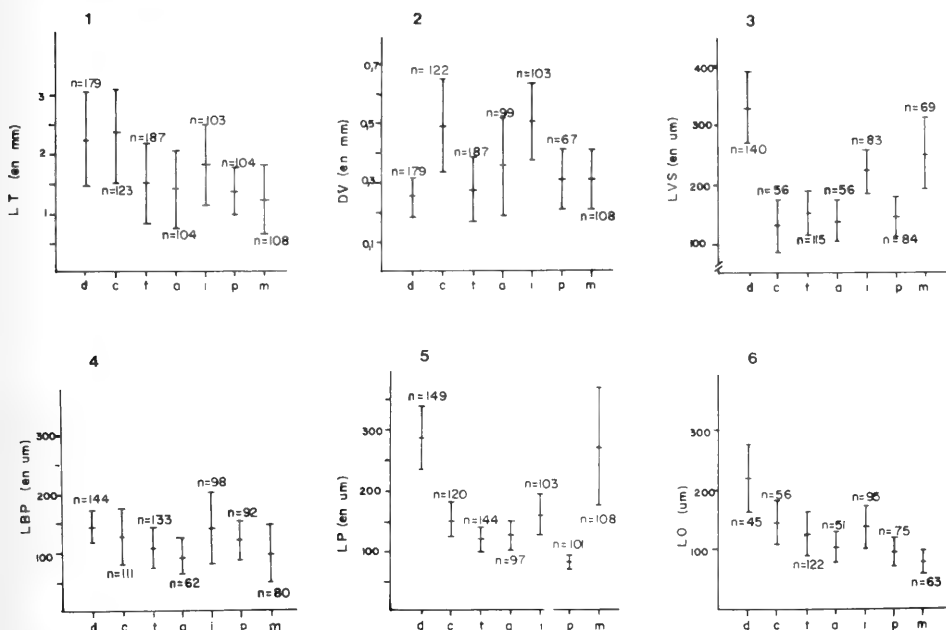 1
LT (en mm)
3
2
1
n=179
n=123
n=187
n=104
n=103
n=104
n=108
d c t a i p m
2
DV (en mm)
0,7
0,5
0,3
0,1
n=179
n=122
n=187
n=99
n=103
n=67
n=108
d c t a i p m
3
LVS (en um)
400
300
200
100
n=140
n=56
n=115
n=56
n=83
n=84
n=69
d c t a i p m
4
LBP (en um)
300
200
100
n=144
n=111
n=133
n=62
n=98
n=92
n=80
d c t a i p m
5
LP (en um)
300
200
100
n=149
n=120
n=144
n=97
n=103
n=101
n=108
d c t a i p m
6
LO (um)
300
200
100
n=45
n=56
n=122
n=51
n=95
n=75
n=63
d c t a i p m